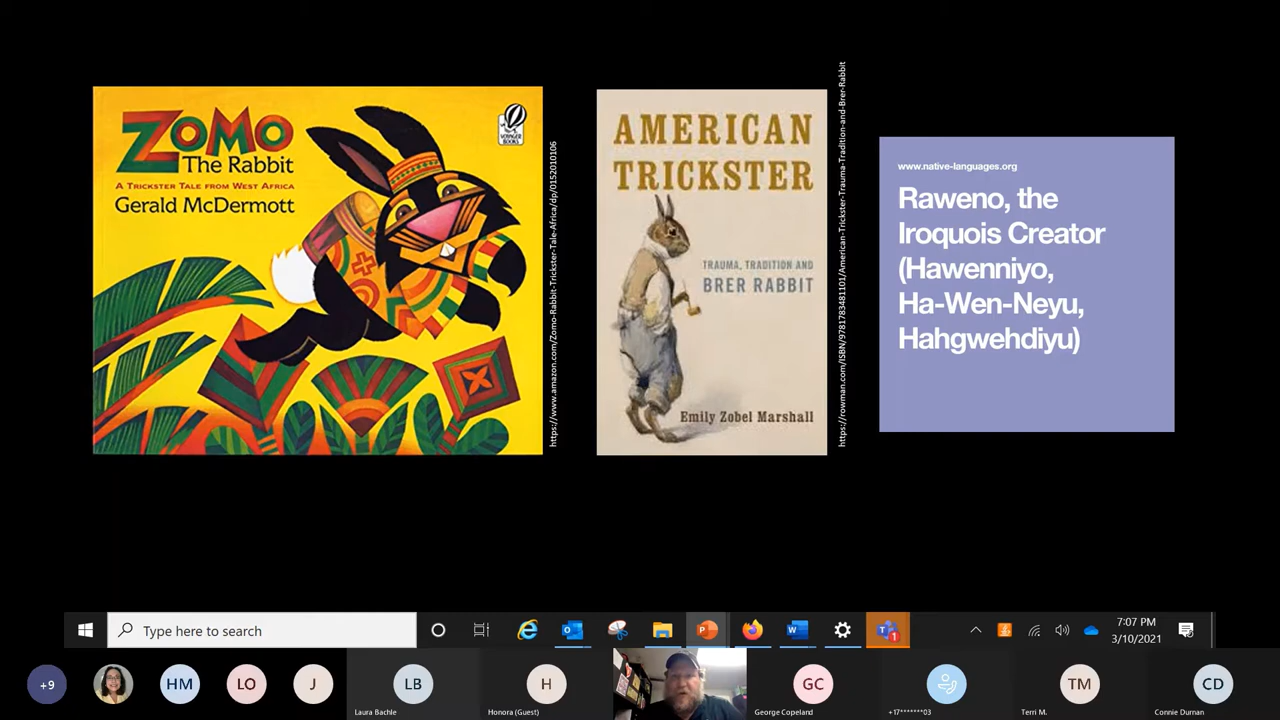 ZOMO
The Rabbit
A TRICKSTER TALE FROM WEST AFRICA
Gerald McDermott
VOYAGER
BOOKS
https://www.amazon.com/Zomo-Rabbit-Trickster-Tale-Africa/dp/0152010106
AMERICAN
TRICKSTER
TRAUMA, TRADITION AND
BRER RABBIT
Emily Zobel Marshall
https://rowman.com/ISBN/9781783481101/American-Trickster-Trauma-Tradition-and-Brer-Rabbit
www.native-languages.org
Raweno, the
Iroquois Creator
(Hawenniyo,
Ha-Wen-Neyu,
Hahgwehdiyu)
Type here to search
7:07 PM
3/10/2021
1
+9
HM
LO
J
LB
Laura Bachle
H
Honora (Guest)
GC
George Copeland
+17*******03
TM
Terri M.
CD
Connie Durnan